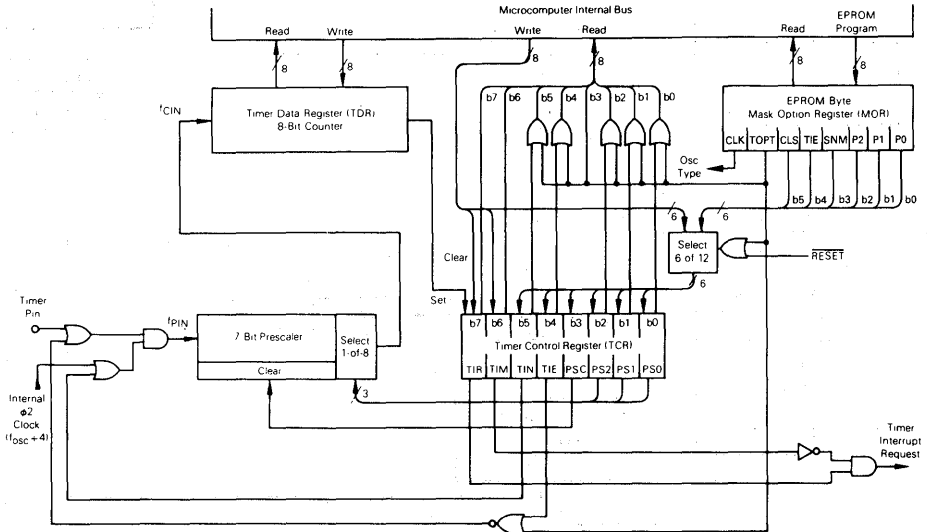 Microcomputer Internal Bus
Read Write Write Read Read EPROM Program
8 8 8 8 8 8
fCIN
Timer Data Register (TDR)
8-Bit Counter
b7 b6 b5 b4 b3 b2 b1 b0
EPROM Byte
Mask Option Register (MOR)
CLK TOPT CLS TIE SNM P2 P1 P0
Osc
Type
b5 b4 b3 b2 b1 b0
6 6
Select
6 of 12
RESET
6
Clear
Set
Timer
Pin
fPIN
7 Bit Prescaler
Select
1-of-8
Clear
3
b7 b6 b5 b4 b3 b2 b1 b0
Timer Control Register (TCR)
TIR TIM TIN TIE PSC PS2 PS1 PS0
Internal
ϕ2
Clock
(fosc÷4)
Timer
Interrupt
Request